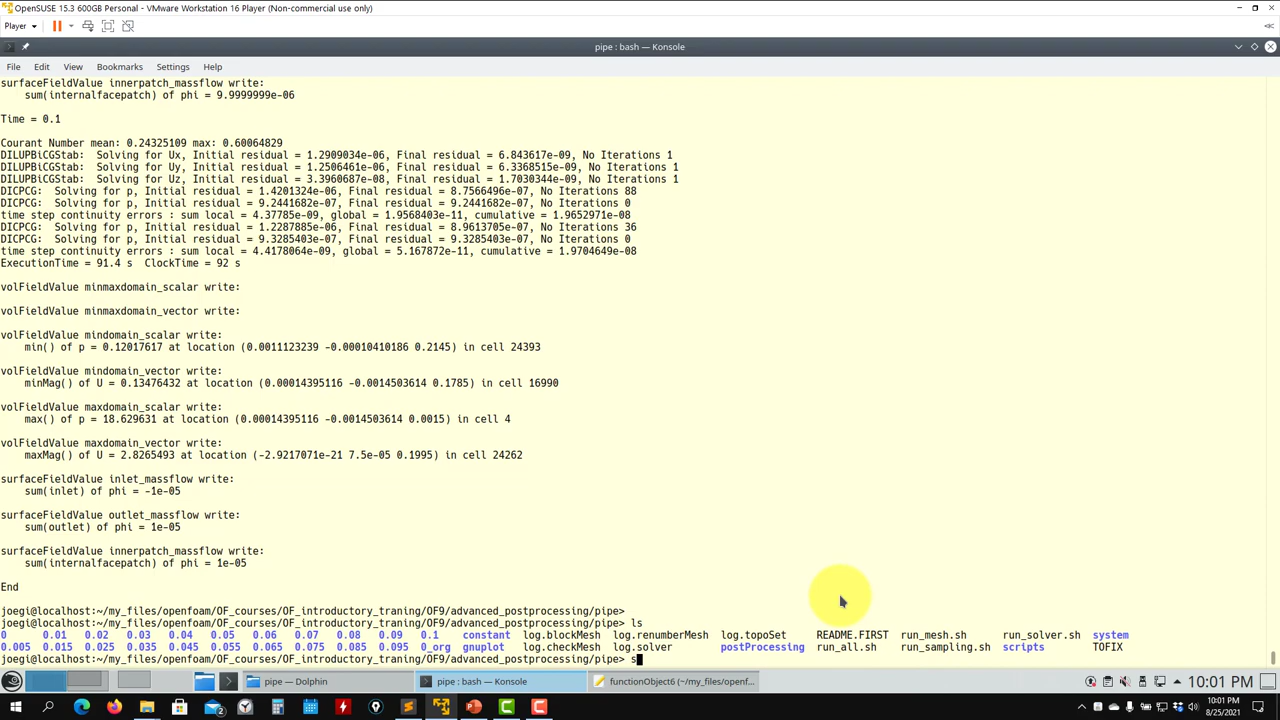 OpenSUSE 15.3 600GB Personal - VMware Workstation 16 Player (Non-commercial use only)
Player
pipe : bash — Konsole
File Edit View Bookmarks Settings Help
surfaceFieldValue innerpatch_massflow write:
sum(internalfacepatch) of phi = 9.9999999e-06
Time = 0.1
Courant Number mean: 0.24325109 max: 0.60064829
DILUPBiCGStab: Solving for Ux, Initial residual = 1.2909034e-06, Final residual = 6.843617e-09, No Iterations 1
DILUPBiCGStab: Solving for Uy, Initial residual = 1.2506461e-06, Final residual = 6.3368515e-09, No Iterations 1
DILUPBiCGStab: Solving for Uz, Initial residual = 3.3960687e-08, Final residual = 1.7030344e-09, No Iterations 1
DICPCG: Solving for p, Initial residual = 1.4201324e-06, Final residual = 8.7566496e-07, No Iterations 88
DICPCG: Solving for p, Initial residual = 9.2441682e-07, Final residual = 9.2441682e-07, No Iterations 0
time step continuity errors : sum local = 4.37785e-09, global = 1.9568403e-11, cumulative = 1.9652971e-08
DICPCG: Solving for p, Initial residual = 1.2287885e-06, Final residual = 8.9613705e-07, No Iterations 36
DICPCG: Solving for p, Initial residual = 9.3285403e-07, Final residual = 9.3285403e-07, No Iterations 0
time step continuity errors : sum local = 4.4178064e-09, global = 5.167872e-11, cumulative = 1.9704649e-08
ExecutionTime = 91.4 s ClockTime = 92 s
volFieldValue minmaxdomain_scalar write:
volFieldValue minmaxdomain_vector write:
volFieldValue mindomain_scalar write:
min() of p = 0.12017617 at location (0.0011123239 -0.00010410186 0.2145) in cell 24393
volFieldValue mindomain_vector write:
minMag() of U = 0.13476432 at location (0.00014395116 -0.0014503614 0.1785) in cell 16990
volFieldValue maxdomain_scalar write:
max() of p = 18.629631 at location (0.00014395116 -0.0014503614 0.0015) in cell 4
volFieldValue maxdomain_vector write:
maxMag() of U = 2.8265493 at location (-2.9217071e-21 7.5e-05 0.1995) in cell 24262
surfaceFieldValue inlet_massflow write:
sum(inlet) of phi = -1e-05
surfaceFieldValue outlet_massflow write:
sum(outlet) of phi = 1e-05
surfaceFieldValue innerpatch_massflow write:
sum(internalfacepatch) of phi = 1e-05
End
joegi@localhost:~/my_files/openfoam/OF_courses/OF_introductory_traning/OF9/advanced_postprocessing/pipe>
joegi@localhost:~/my_files/openfoam/OF_courses/OF_introductory_traning/OF9/advanced_postprocessing/pipe> ls
0 0.01 0.02 0.03 0.04 0.05 0.06 0.07 0.08 0.09 0.1 constant log.blockMesh log.renumberMesh log.topoSet README.FIRST run_mesh.sh run_solver.sh system
0.005 0.015 0.025 0.035 0.045 0.055 0.065 0.075 0.085 0.095 0_org gnuplot log.checkMesh log.solver postProcessing run_all.sh run_sampling.sh scripts TOFIX
joegi@localhost:~/my_files/openfoam/OF_courses/OF_introductory_traning/OF9/advanced_postprocessing/pipe> s
pipe — Dolphin
pipe : bash — Konsole
functionObject6 (~/my_files/openf...
10:01 PM
10:01 PM
8/25/2021